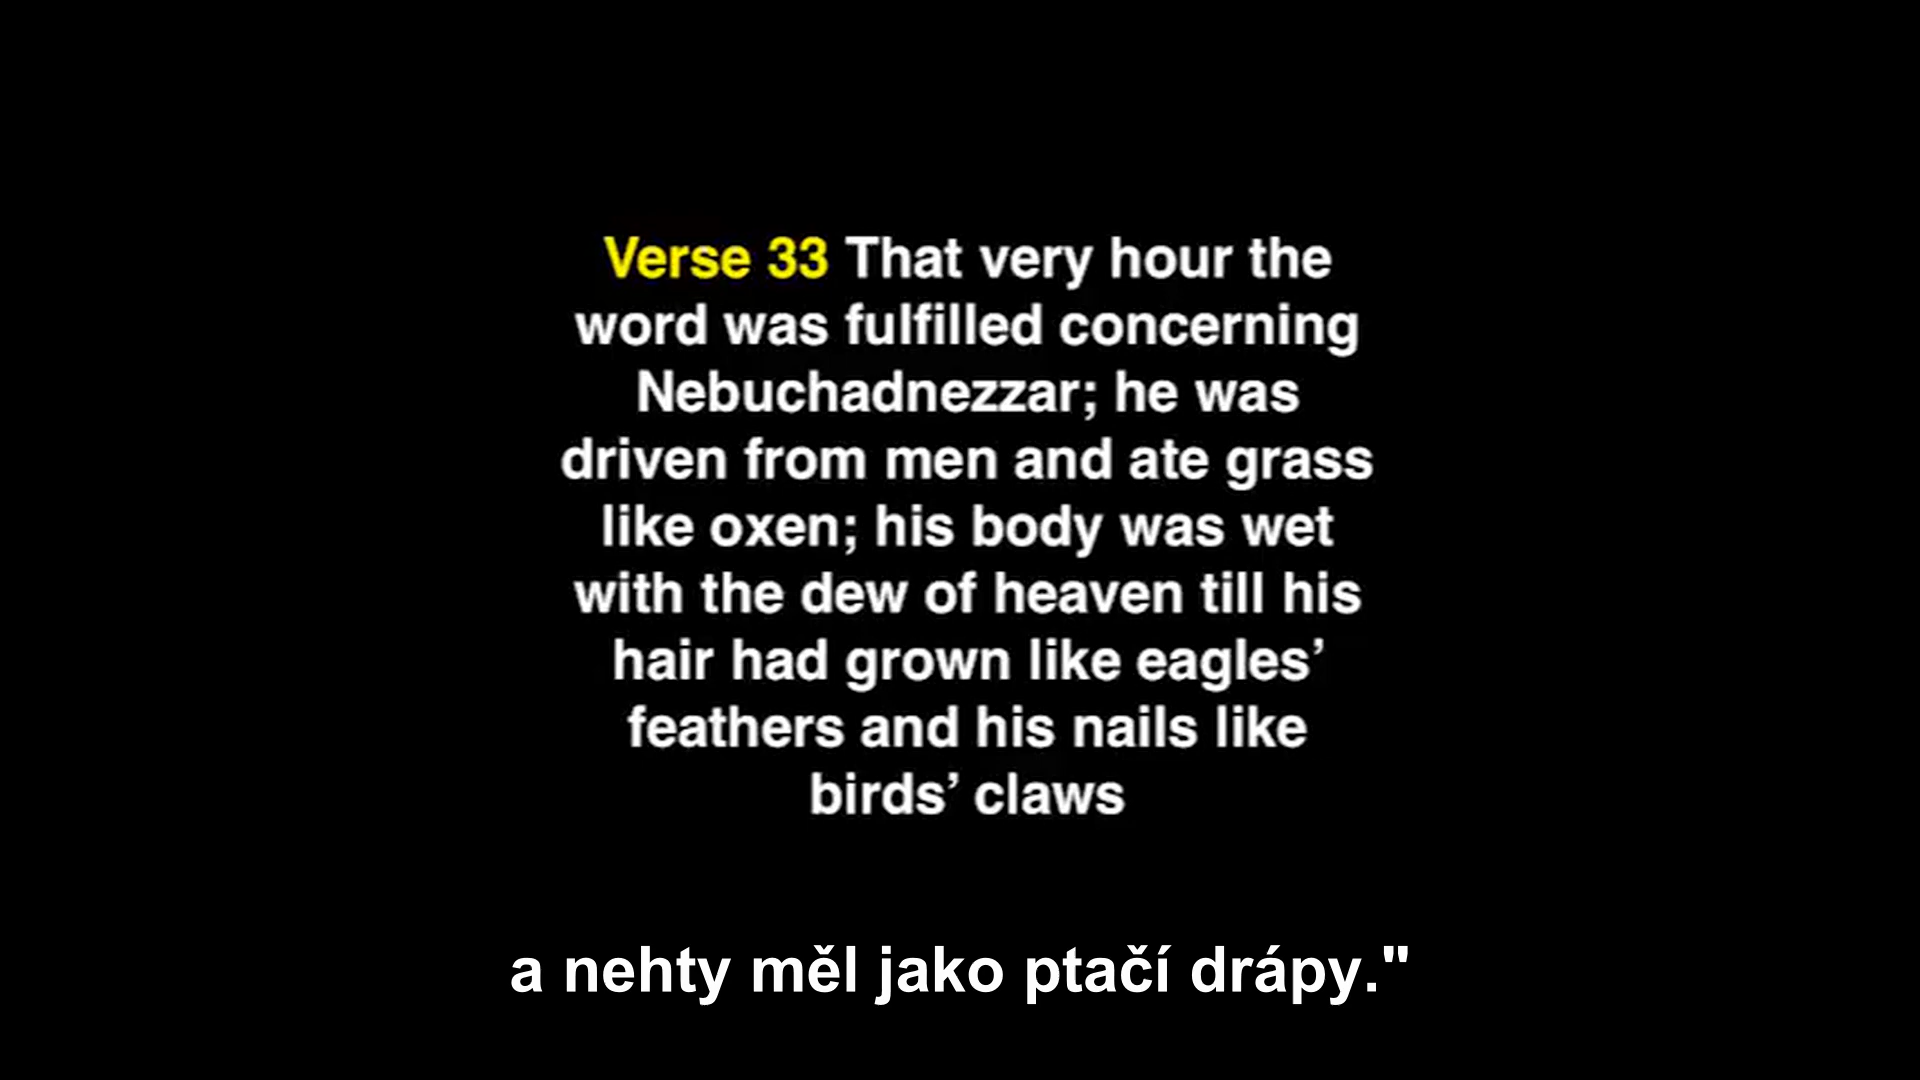 Verse 33 That very hour the
word was fulfilled concerning
Nebuchadnezzar; he was
driven from men and ate grass
like oxen; his body was wet
with the dew of heaven till his
hair had grown like eagles’
feathers and his nails like
birds’ claws
a nehty měl jako ptačí drápy."